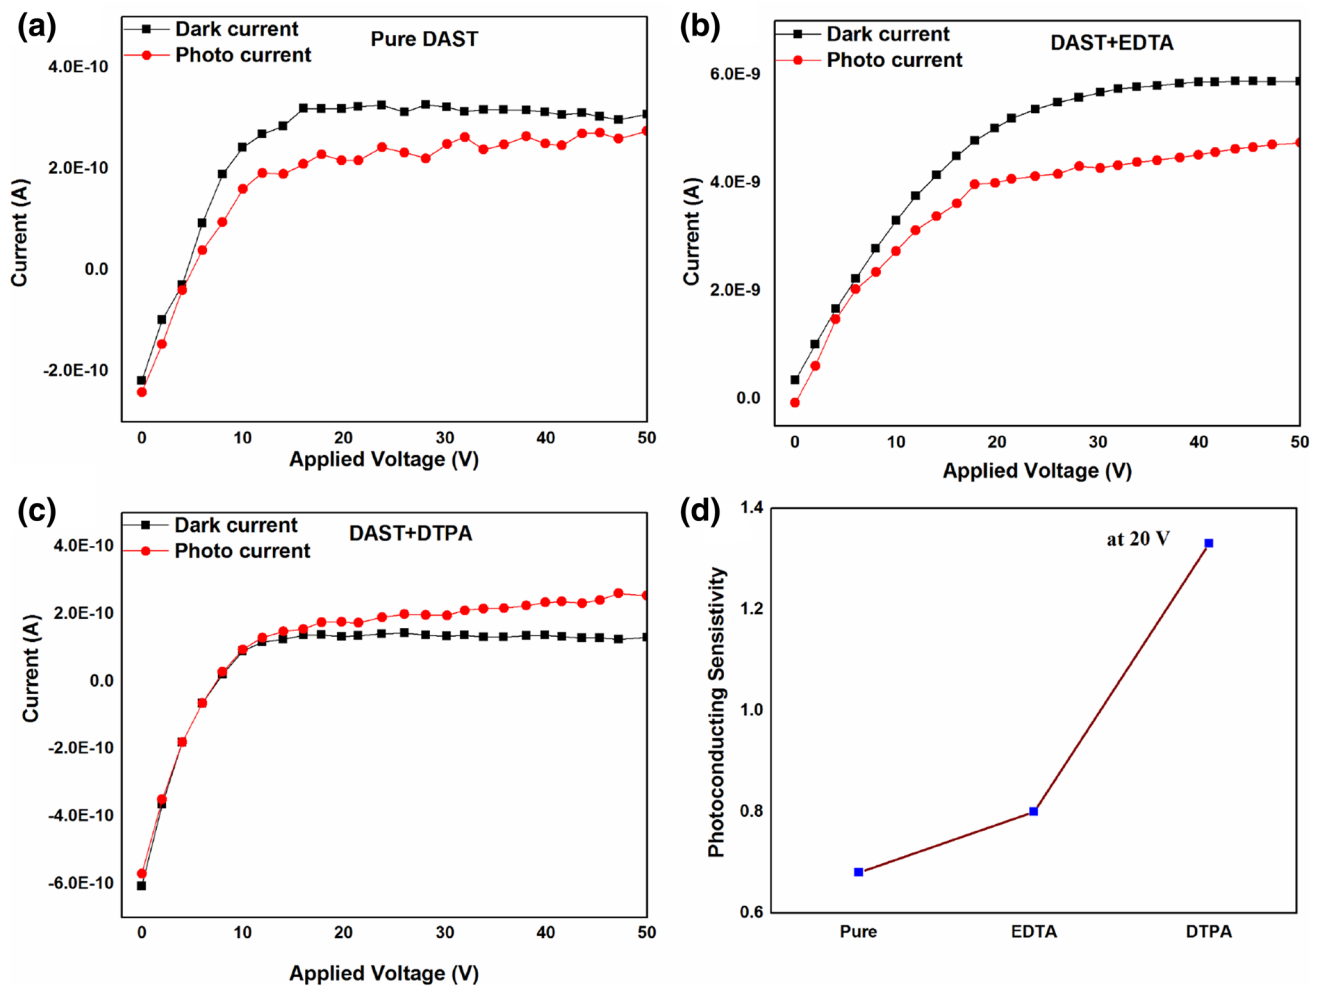 (a)
Dark current
Photo current
Pure DAST
4.0E-10
2.0E-10
0.0
-2.0E-10
Current (A)
0 10 20 30 40 50
Applied Voltage (V)
(b)
Dark current
Photo current
DAST+EDTA
6.0E-9
4.0E-9
2.0E-9
0.0
Current (A)
0 10 20 30 40 50
Applied Voltage (V)
(c)
Dark current
Photo current
DAST+DTPA
4.0E-10
2.0E-10
0.0
-2.0E-10
-4.0E-10
-6.0E-10
Current (A)
0 10 20 30 40 50
Applied Voltage (V)
(d)
at 20 V
1.4
1.2
1.0
0.8
0.6
Photoconducting Sensistivity
Pure EDTA DTPA